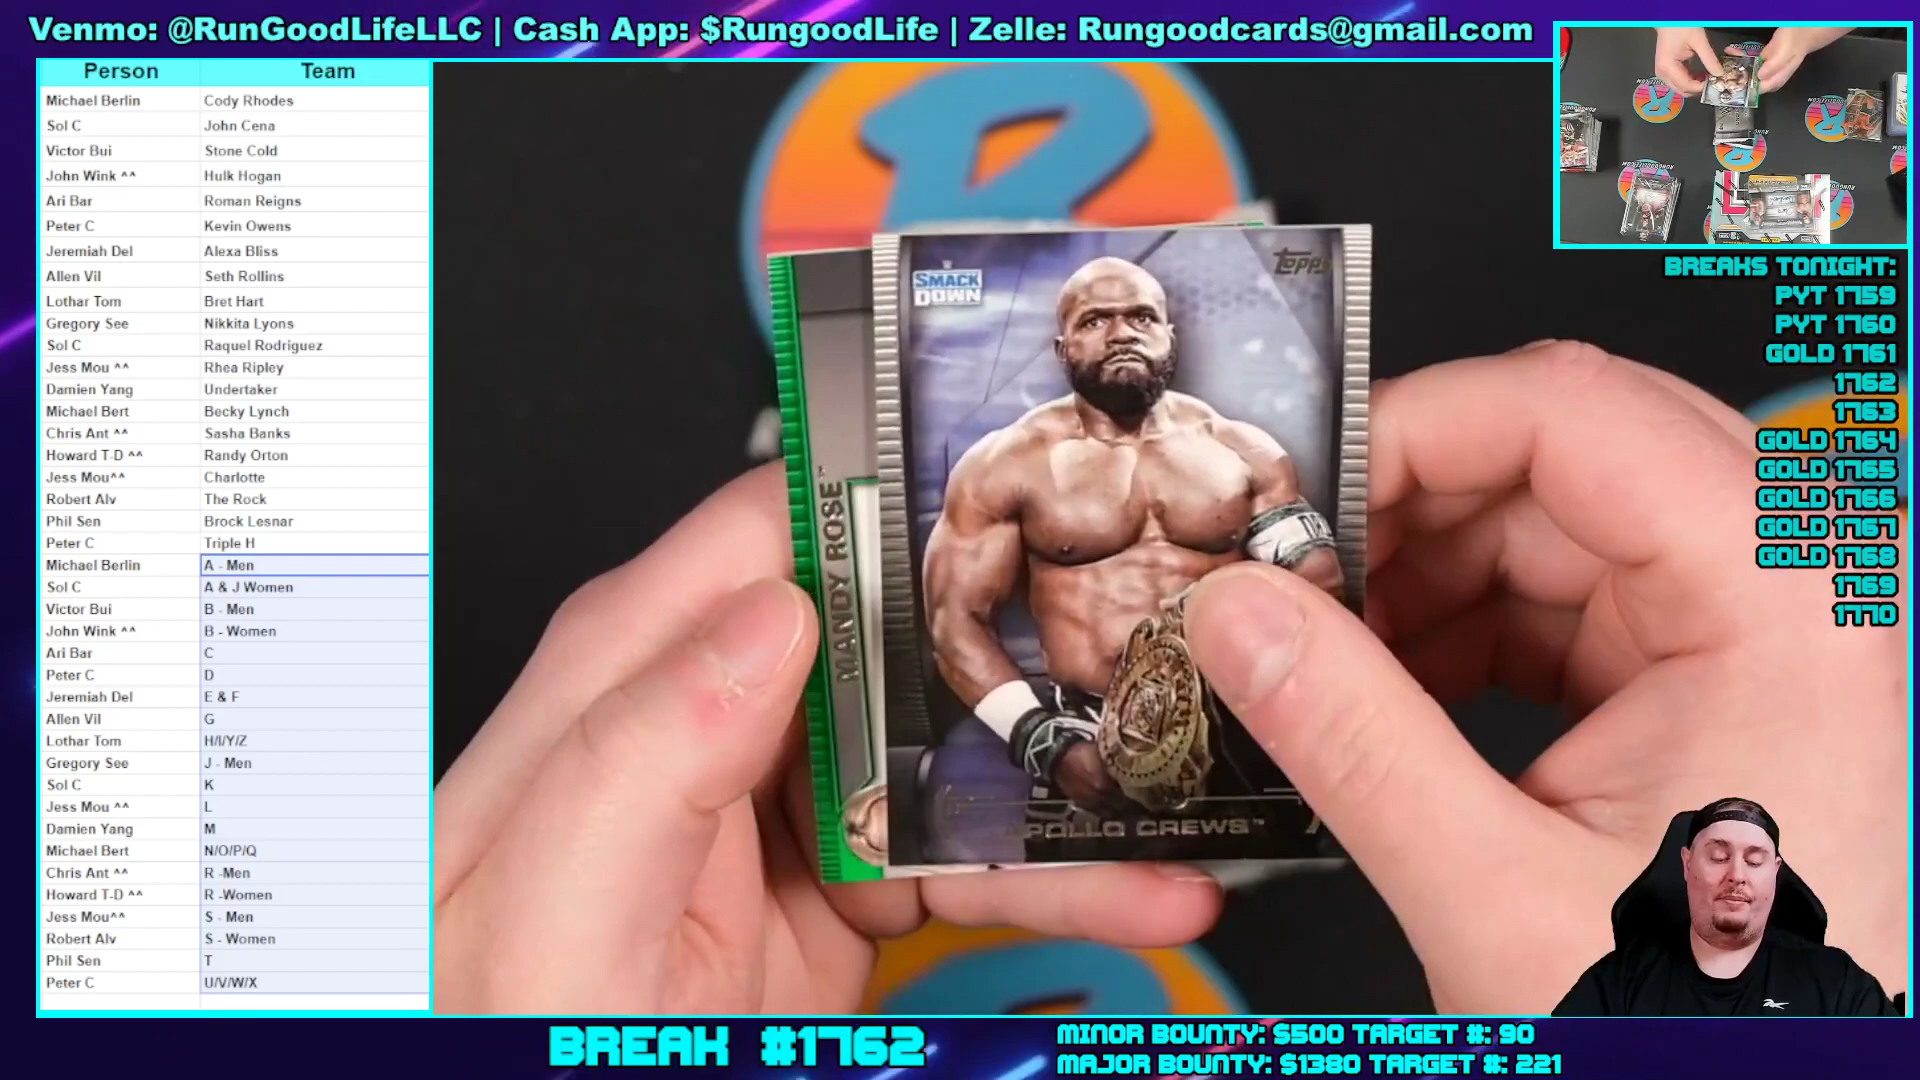 Venmo: @RunGoodLifeLLC | Cash App: $RungoodLife | Zelle: Rungoodcards@gmail.com
Person Team
Michael Berlin Cody Rhodes
Sol C John Cena
Victor Bui Stone Cold
John Wink ^^ Hulk Hogan
Ari Bar Roman Reigns
Peter C Kevin Owens
Jeremiah Del Alexa Bliss
Allen Vil Seth Rollins
Lothar Tom Bret Hart
Gregory See Nikkita Lyons
Sol C Raquel Rodriguez
Jess Mou ^^ Rhea Ripley
Damien Yang Undertaker
Michael Bert Becky Lynch
Chris Ant ^^ Sasha Banks
Howard T-D ^^ Randy Orton
Jess Mou^^ Charlotte
Robert Alv The Rock
Phil Sen Brock Lesnar
Peter C Triple H
Michael Berlin A - Men
Sol C A & J Women
Victor Bui B - Men
John Wink ^^ B - Women
Ari Bar C
Peter C D
Jeremiah Del E & F
Allen Vil G
Lothar Tom H/I/Y/Z
Gregory See J - Men
Sol C K
Jess Mou ^^ L
Damien Yang M
Michael Bert N/O/P/Q
Chris Ant ^^ R -Men
Howard T-D ^^ R -Women
Jess Mou^^ S - Men
Robert Alv S - Women
Phil Sen T
Peter C U/V/W/X
SMACK
DOWN
topps
MANDY ROSE™
APOLLO CREWS™
BREAKS TONIGHT:
PYT 1759
PYT 1760
GOLD 1761
1762
1763
GOLD 1764
GOLD 1765
GOLD 1766
GOLD 1767
GOLD 1768
1769
1770
BREAK #1762
MINOR BOUNTY: $500 TARGET #: 90
MAJOR BOUNTY: $1380 TARGET #: 221